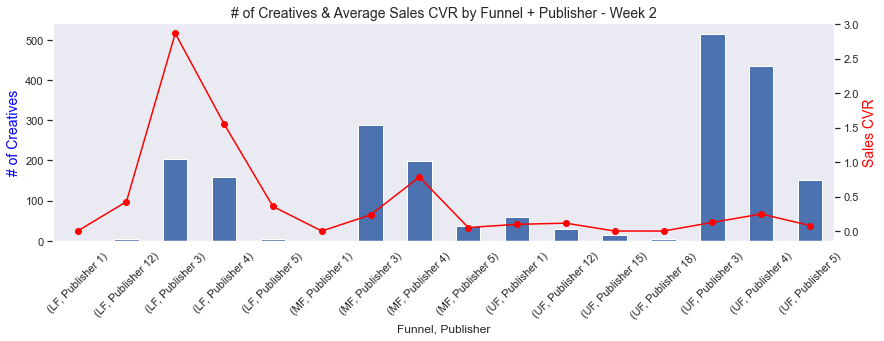 # of Creatives & Average Sales CVR by Funnel + Publisher - Week 2
# of Creatives
500
400
300
200
100
0
3.0
2.5
2.0
1.5
1.0
0.5
0.0
Sales CVR
(LF, Publisher 1)
(LF, Publisher 12)
(LF, Publisher 3)
(LF, Publisher 4)
(LF, Publisher 5)
(MF, Publisher 1)
(MF, Publisher 3)
(MF, Publisher 4)
(MF, Publisher 5)
(UF, Publisher 1)
(UF, Publisher 12)
(UF, Publisher 15)
(UF, Publisher 18)
(UF, Publisher 3)
(UF, Publisher 4)
(UF, Publisher 5)
Funnel, Publisher